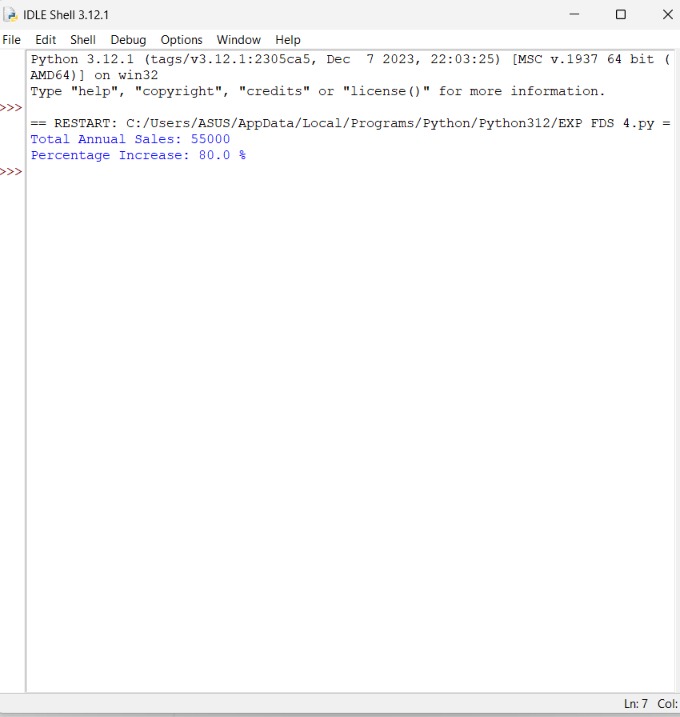 IDLE Shell 3.12.1
File Edit Shell Debug Options Window Help
Python 3.12.1 (tags/v3.12.1:2305ca5, Dec  7 2023, 22:03:25) [MSC v.1937 64 bit (
AMD64)] on win32
Type "help", "copyright", "credits" or "license()" for more information.
>>>
== RESTART: C:/Users/ASUS/AppData/Local/Programs/Python/Python312/EXP FDS 4.py =
Total Annual Sales: 55000
Percentage Increase: 80.0 %
>>>
Ln: 7 Col: